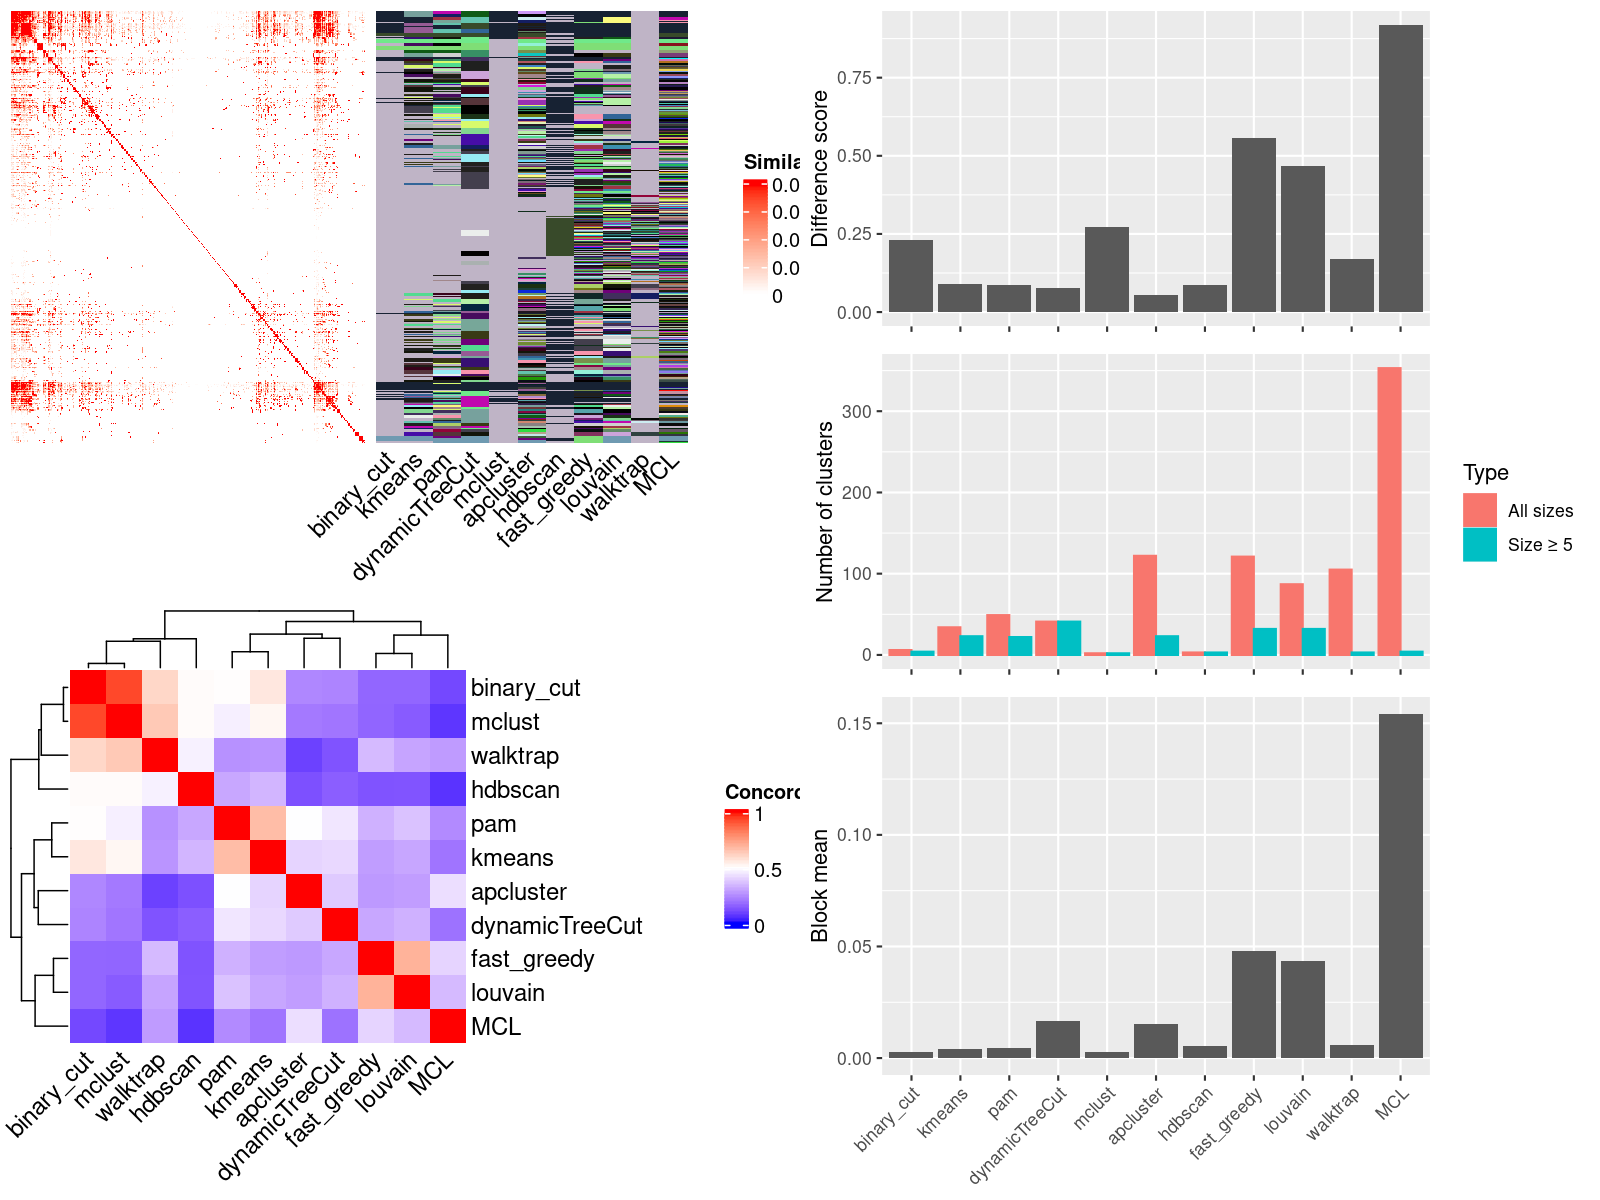 Simila
0.0
0.0
0.0
0.0
0
binary_cut
kmeans
pam
dynamicTreeCut
mclust
apcluster
hdbscan
fast_greedy
louvain
walktrap
MCL
binary_cut
mclust
walktrap
hdbscan
pam
kmeans
apcluster
dynamicTreeCut
fast_greedy
louvain
MCL
binary_cut
mclust
walktrap
hdbscan
pam
kmeans
apcluster
dynamicTreeCut
fast_greedy
louvain
MCL
Concord
1
0.5
0
Difference score
0.75
0.50
0.25
0.00
Number of clusters
300
200
100
0
Type
All sizes
Size ≥ 5
Block mean
0.15
0.10
0.05
0.00
binary_cut
kmeans
pam
dynamicTreeCut
mclust
apcluster
hdbscan
fast_greedy
louvain
walktrap
MCL